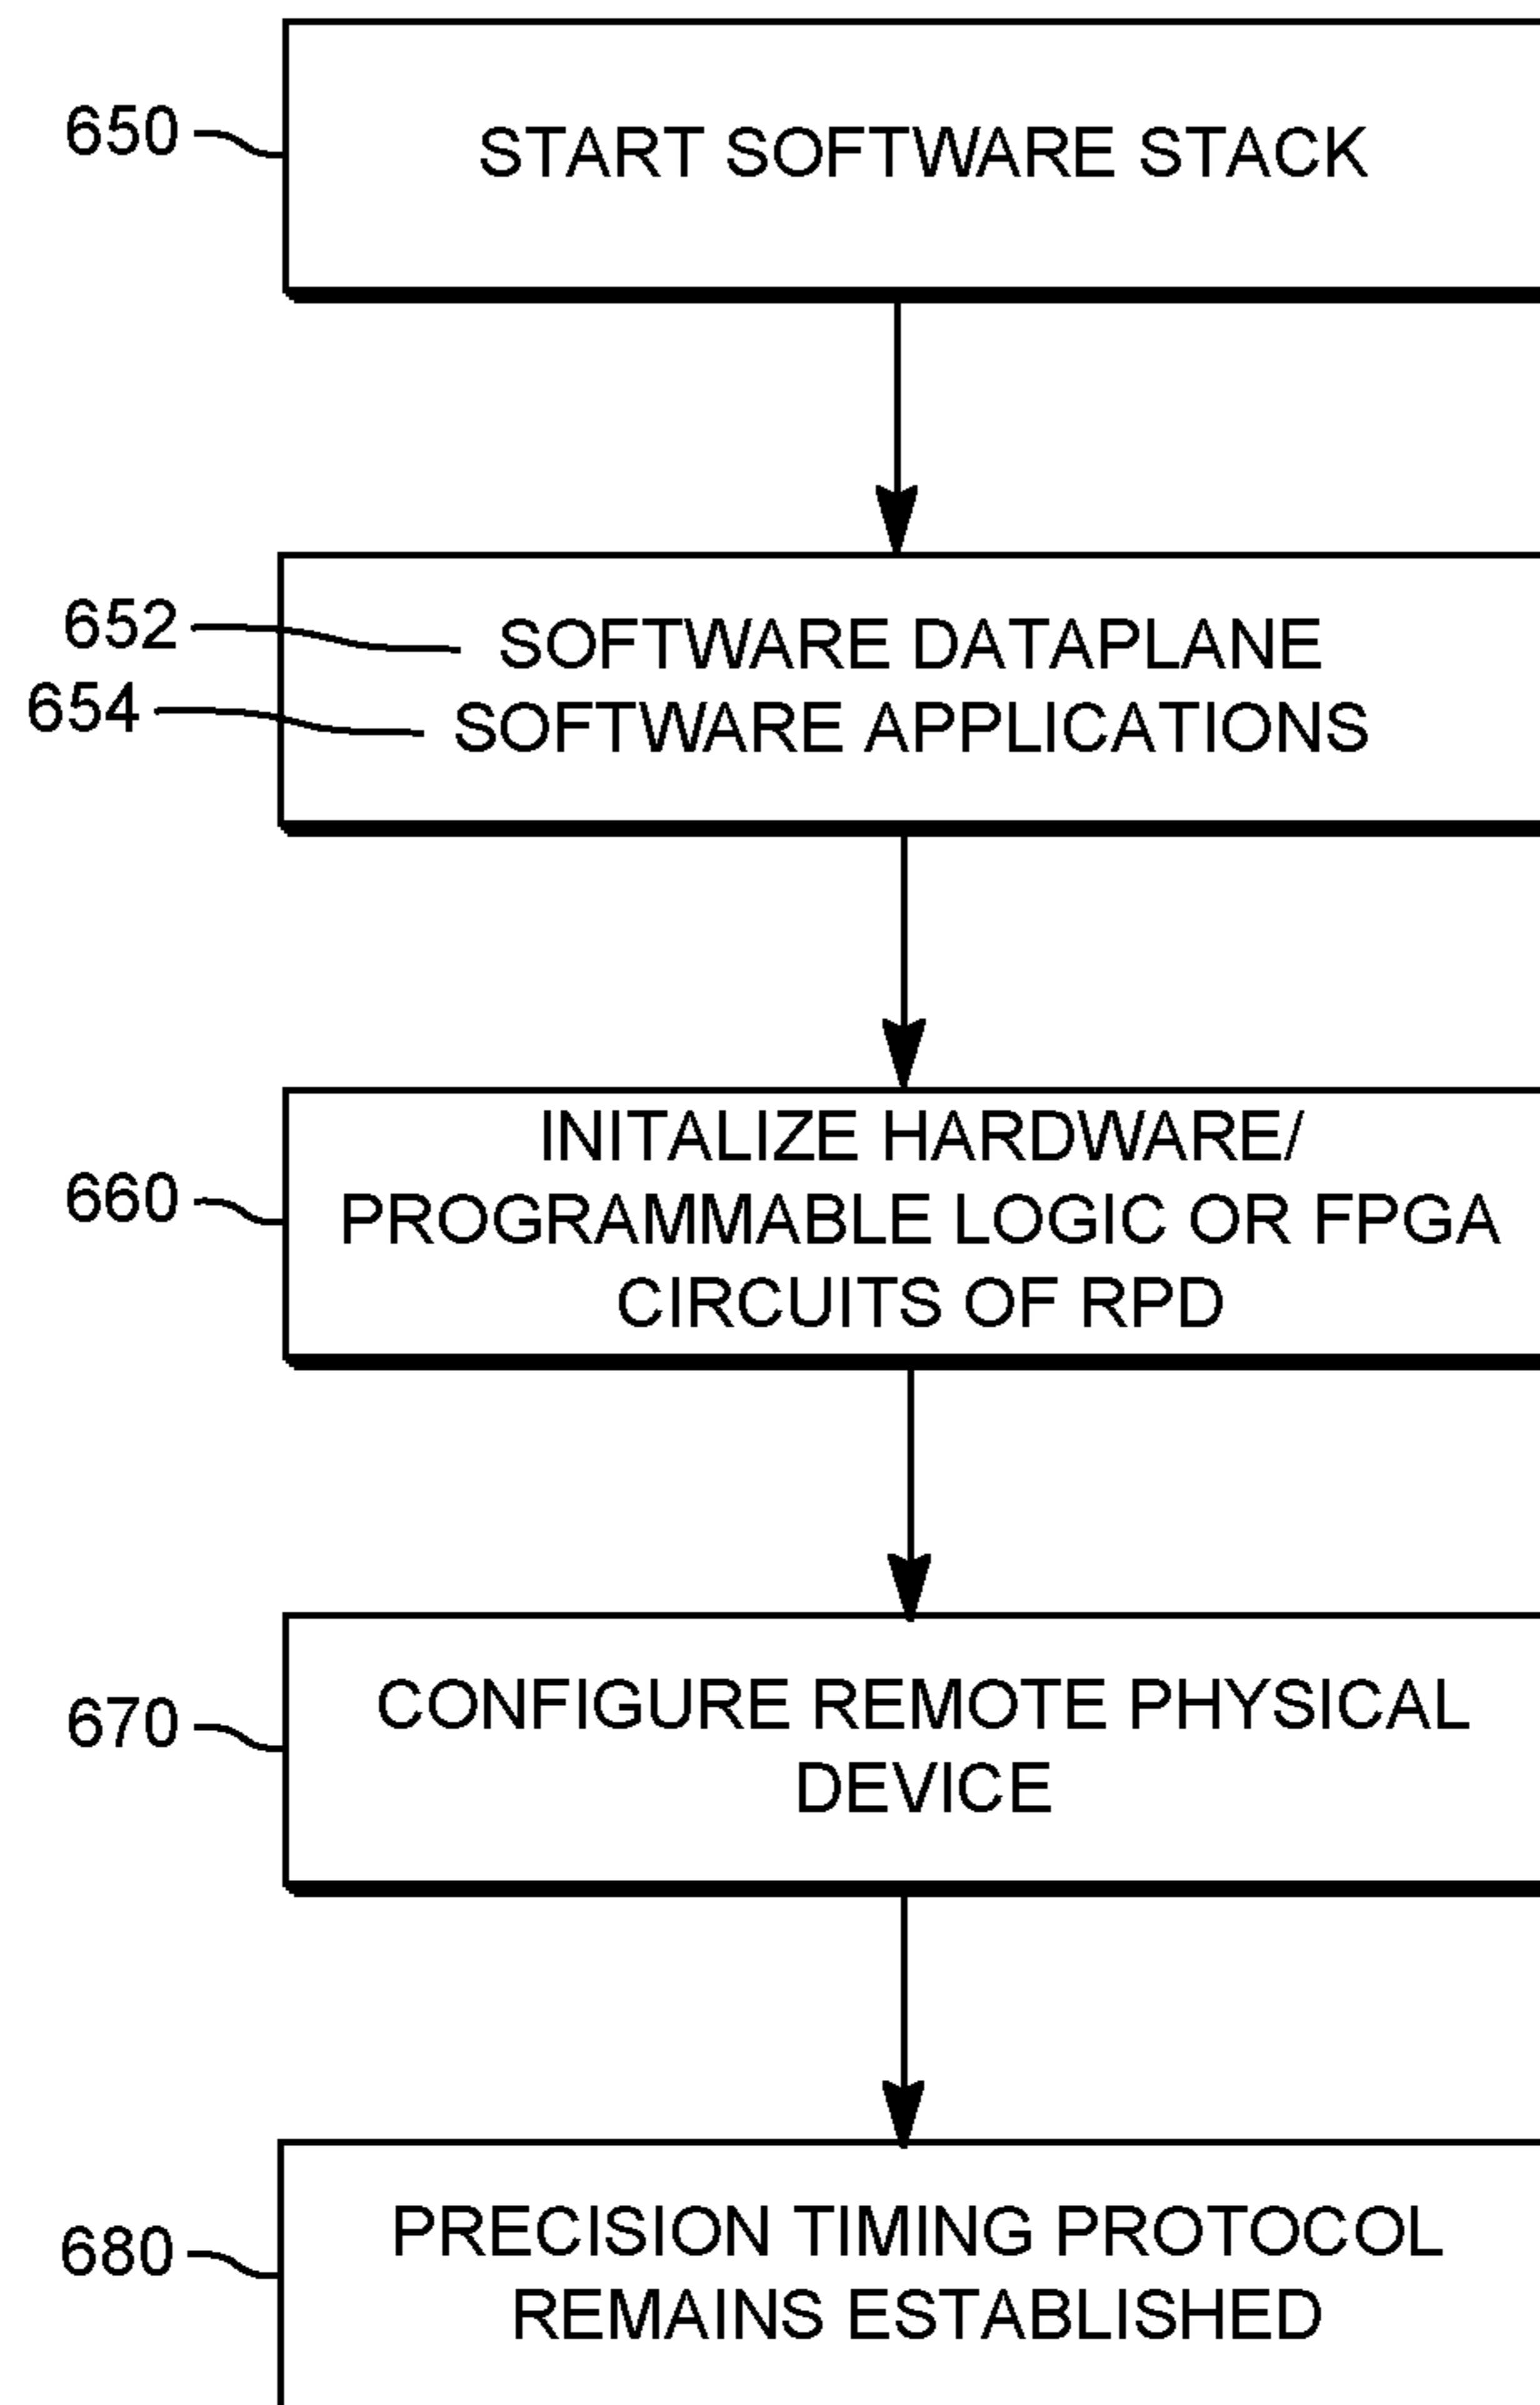 650
START SOFTWARE STACK
652
SOFTWARE DATAPLANE
654
SOFTWARE APPLICATIONS
INITALIZE HARDWARE/
660
PROGRAMMABLE LOGIC OR FPGA
CIRCUITS OF RPD
670
CONFIGURE REMOTE PHYSICAL
DEVICE
680
PRECISION TIMING PROTOCOL
REMAINS ESTABLISHED